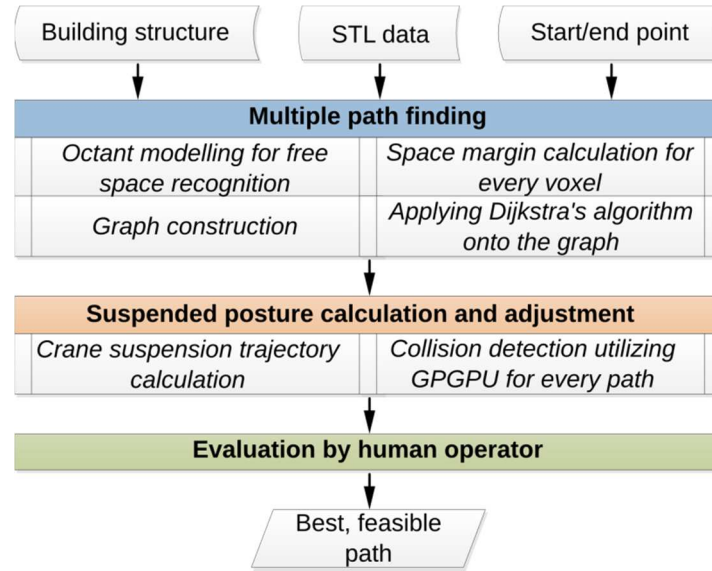 Building structure
STL data
Start/end point
Multiple path finding
Octant modelling for free
space recognition
Space margin calculation for
every voxel
Graph construction
Applying Dijkstra's algorithm
onto the graph
Suspended posture calculation and adjustment
Crane suspension trajectory
calculation
Collision detection utilizing
GPGPU for every path
Evaluation by human operator
Best, feasible
path